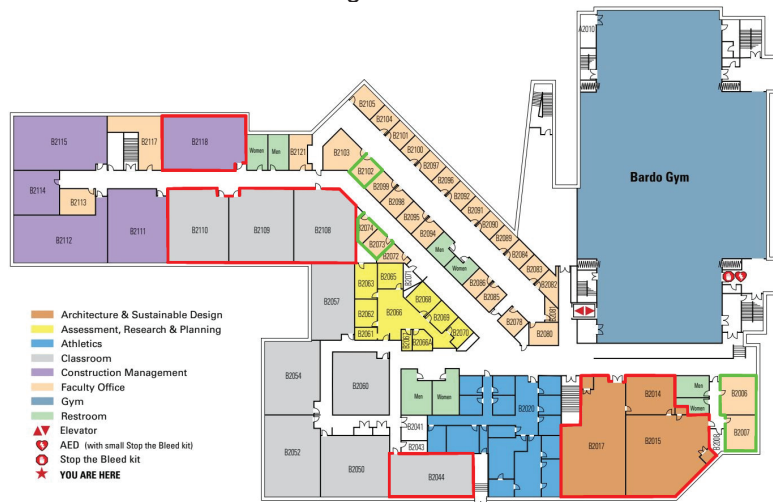 A2010
B2105
B2104
B2101
B2100
B2097
B2096
B2092
B2091
B2090
B2089
B2084
B2083
B2082
B2115
B2117
B2118
Women
Men
B2121
B2103
B2102
B2099
B2098
B2095
B2094
Men
Women
B2086
B2085
B2078
B2080
Bardo Gym
B2114
B2113
B2112
B2111
B2110
B2109
B2108
B2074
B2073
B2072
B2071
B2063
B2065
B2062
B2066
B2068
B2069
B2061
B2066A
B2070
B2057
Architecture & Sustainable Design
Assessment, Research & Planning
Athletics
Classroom
Construction Management
Faculty Office
Gym
Restroom
Elevator
AED (with small Stop the Bleed kit)
Stop the Bleed kit
YOU ARE HERE
B2054
B2060
Men
Women
B2020
B2014
Men
Women
B2006
B2007
B2008
B2041
B2043
B2052
B2050
B2044
B2017
B2015